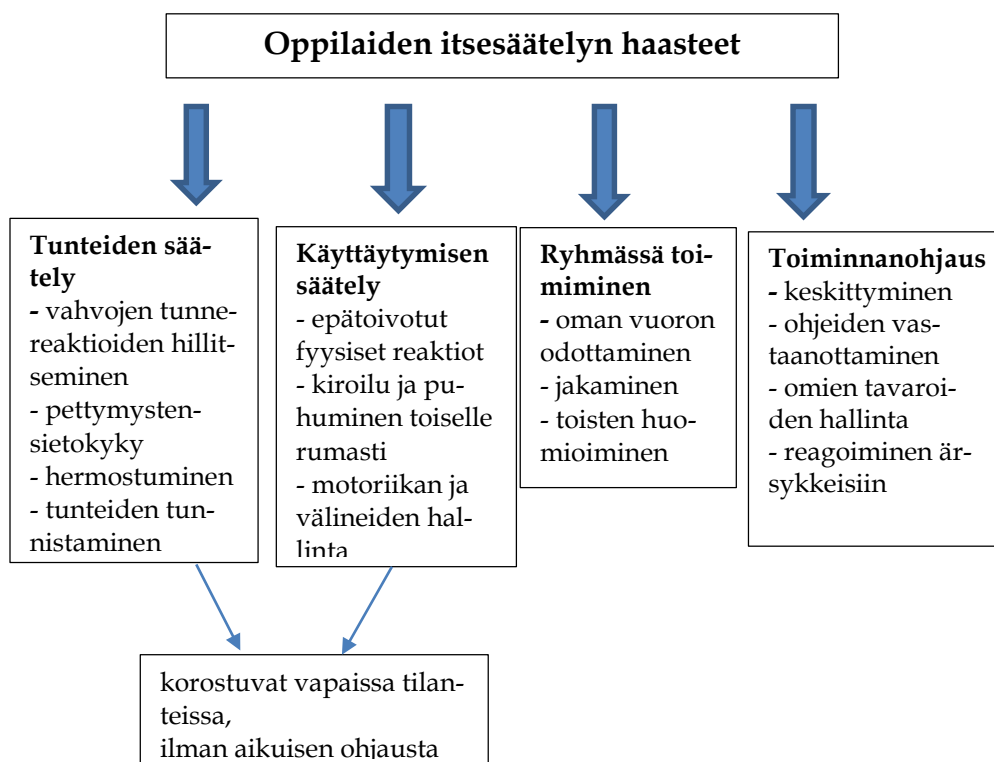 Oppilaiden itsesäätelyn haasteet
Tunteiden sää-
tely
- vahvojen tunne-
reaktioiden hillit-
seminen
- pettymysten-
sietokyky
- hermostuminen
- tunteiden tun-
nistaminen
Käyttäytymisen
säätely
- epätoivotut
fyysiset reaktiot
- kiroilu ja pu-
huminen toiselle
rumasti
- motoriikan ja
välineiden hal-
linta
Ryhmässä toi-
miminen
- oman vuoron
odottaminen
- jakaminen
- toisten huo-
mioiminen
Toiminnanohjaus
- keskittyminen
- ohjeiden vas-
taanottaminen
- omien tavaroi-
den hallinta
- reagoiminen är-
sykkeisiin
korostuvat vapaissa tilan-
teissa,
ilman aikuisen ohjausta